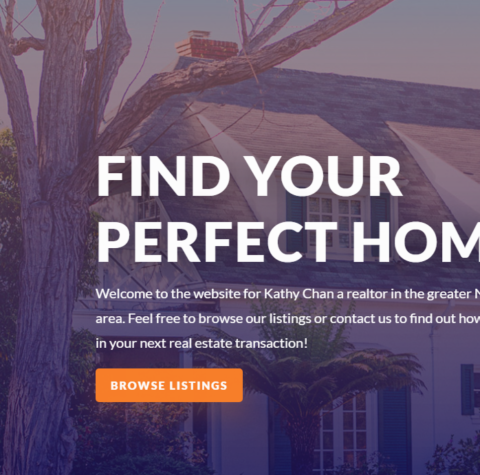 FIND YOUR
PERFECT HOM
Welcome to the website for Kathy Chan a realtor in the greater N
area. Feel free to browse our listings or contact us to find out how
in your next real estate transaction!
BROWSE LISTINGS